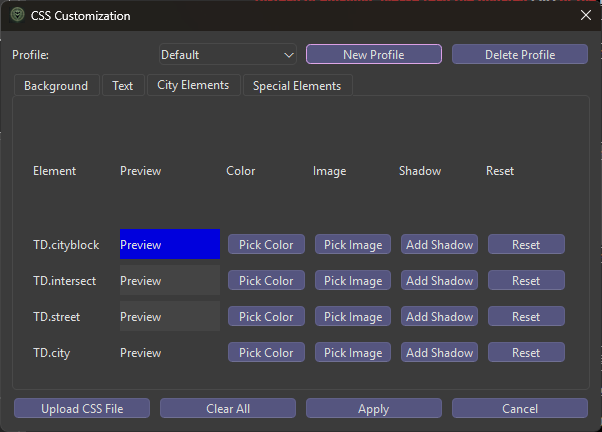 CSS Customization
Profile: Default New Profile Delete Profile
Background Text City Elements Special Elements
Element Preview Color Image Shadow Reset
TD.cityblock Preview Pick Color Pick Image Add Shadow Reset
TD.intersect Preview Pick Color Pick Image Add Shadow Reset
TD.street Preview Pick Color Pick Image Add Shadow Reset
TD.city Preview Pick Color Pick Image Add Shadow Reset
Upload CSS File Clear All Apply Cancel